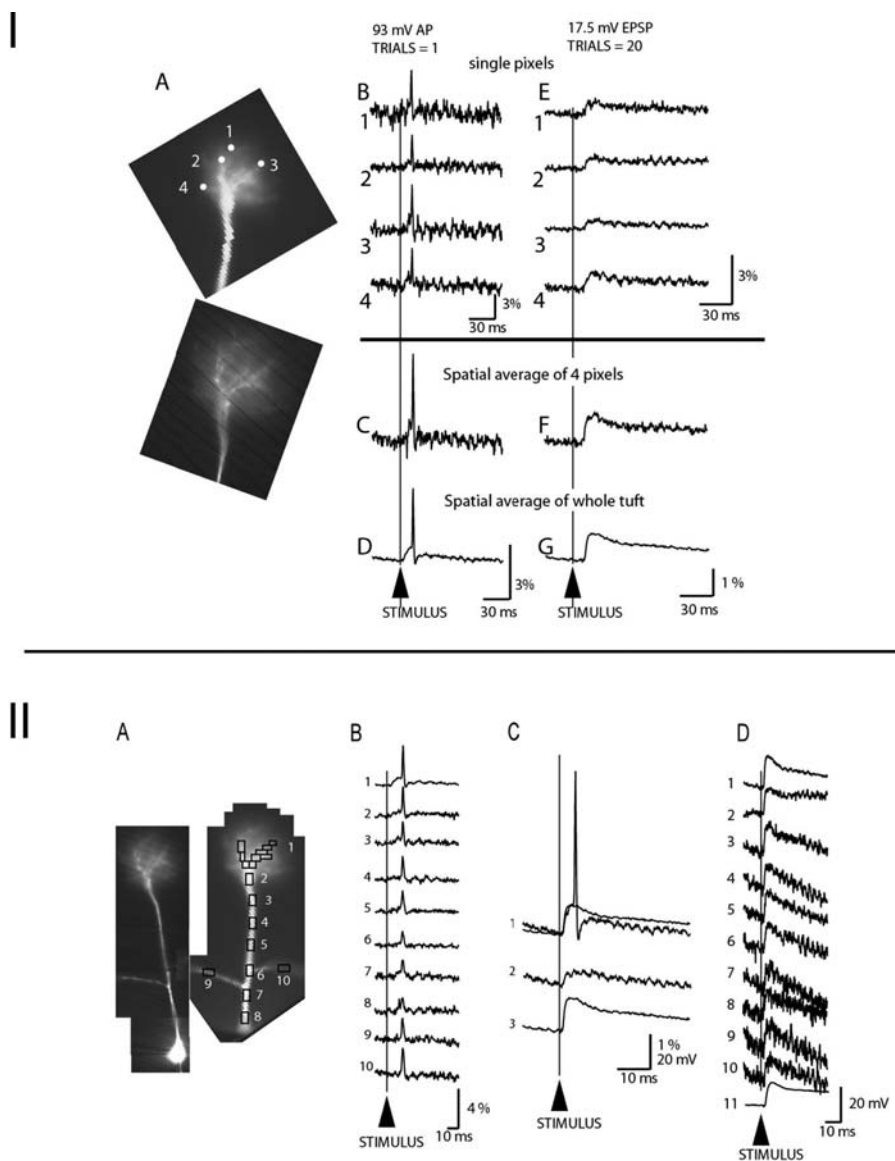 I
93 mV AP
TRIALS = 1
17.5 mV EPSP
TRIALS = 20
single pixels
A
1
2
3
4
B
1
2
3
4
3%
30 ms
E
1
2
3
4
3%
30 ms
Spatial average of 4 pixels
C
F
Spatial average of whole tuft
D
G
3%
30 ms
1 %
30 ms
STIMULUS
STIMULUS
II
A
1
2
3
4
5
6
7
8
9
10
B
1
2
3
4
5
6
7
8
9
10
4 %
10 ms
STIMULUS
C
1
2
3
1 %
20 mV
10 ms
STIMULUS
D
1
2
3
4
5
6
7
8
9
10
11
20 mV
10 ms
STIMULUS